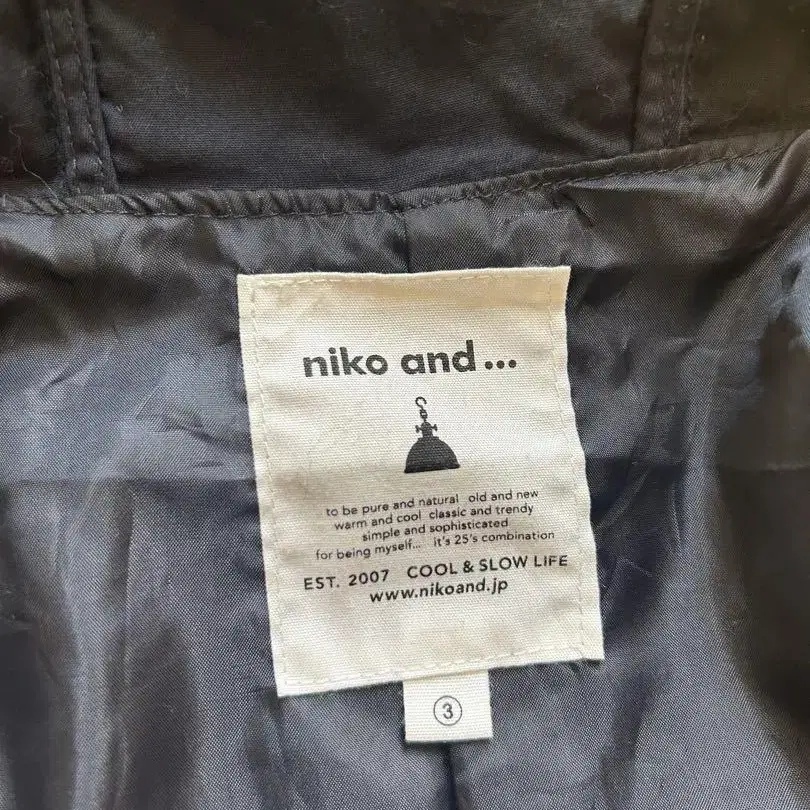 niko and...
to be pure and natural old and new
warm and cool classic and trendy
simple and sophisticated
for being myself... it's 25's combination
EST. 2007 COOL & SLOW LIFE
www.nikoand.jp
③